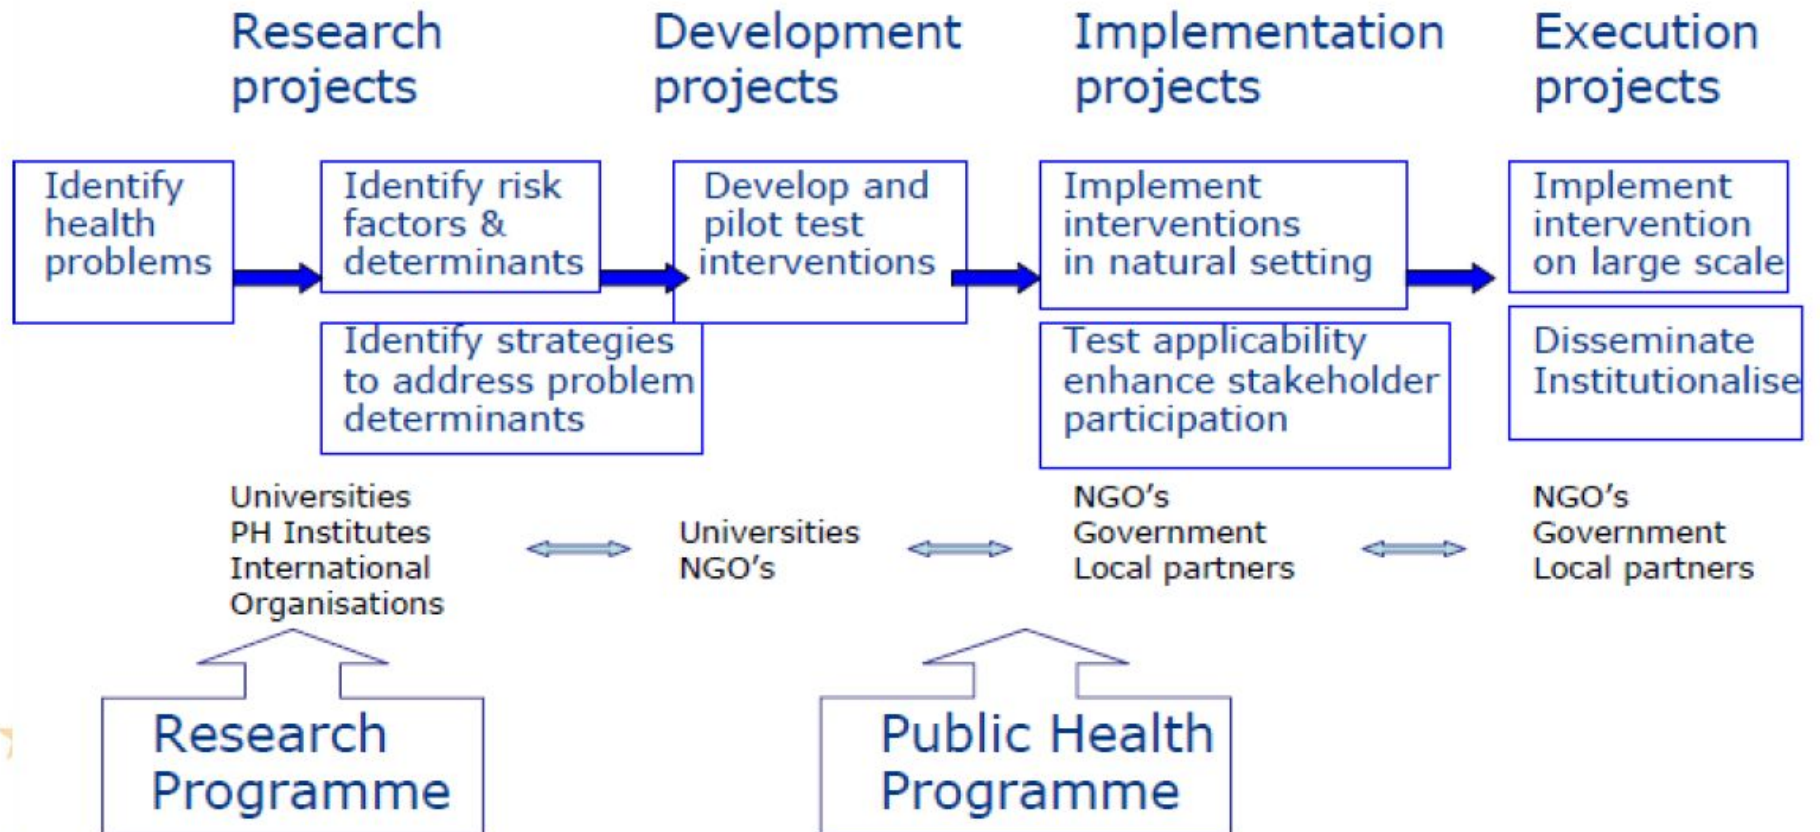 Research
projects
Development
projects
Implementation
projects
Execution
projects
Identify
health
problems
Identify risk
factors &
determinants
Identify strategies
to address problem
determinants
Develop and
pilot test
interventions
Implement
interventions
in natural setting
Test applicability
enhance stakeholder
participation
Implement
intervention
on large scale
Disseminate
Institutionalise
Universities
PH Institutes
International
Organisations
Universities
NGO's
NGO's
Government
Local partners
NGO's
Government
Local partners
Research
Programme
Public Health
Programme